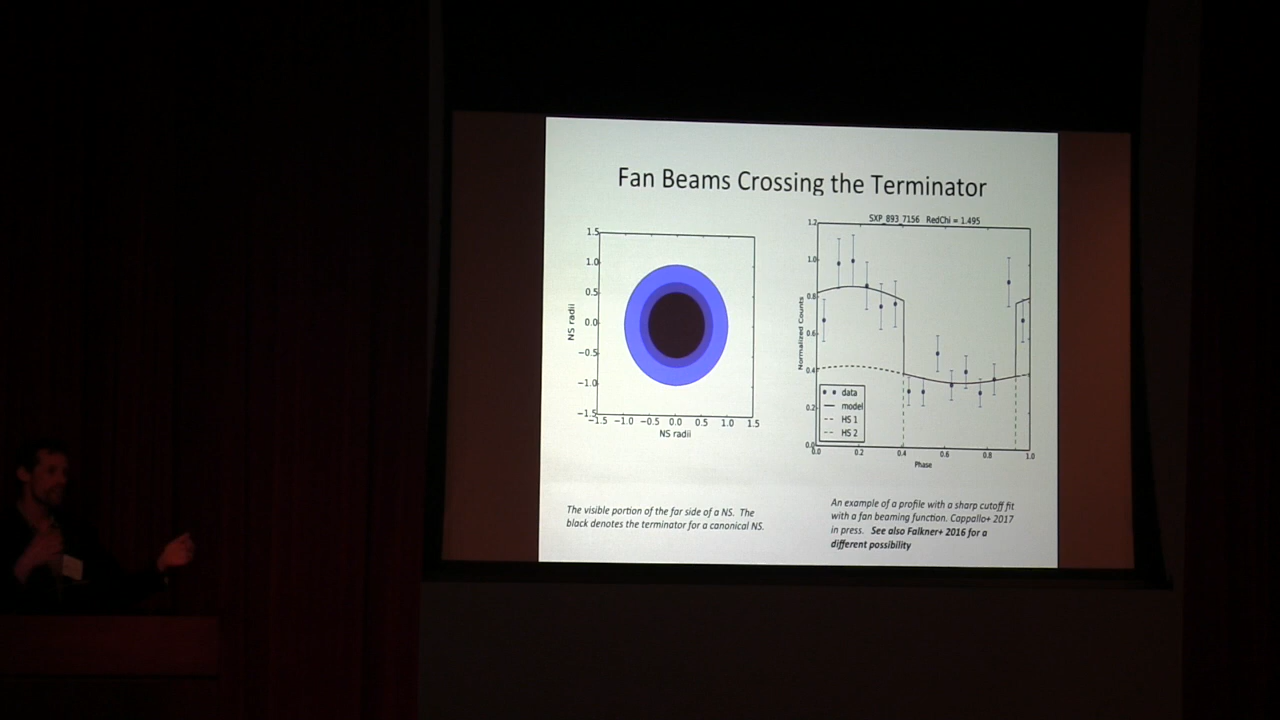 Fan Beams Crossing the Terminator
1.5
1.0
0.5
0.0
−0.5
−1.0
−1.5
NS radii
−1.5 −1.0 −0.5 0.0 0.5 1.0 1.5
NS radii
The visible portion of the far side of a NS. The
black denotes the terminator for a canonical NS.
SXP_893_7156 RedChi = 1.495
1.2
1.0
0.8
0.6
0.4
0.2
0.0
Normalized Counts
data
model
HS 1
HS 2
0.0 0.2 0.4 0.6 0.8 1.0
Phase
An example of a profile with a sharp cutoff fit
with a fan beaming function. Cappallo+ 2017
in press. See also Falkner+ 2016 for a
different possibility